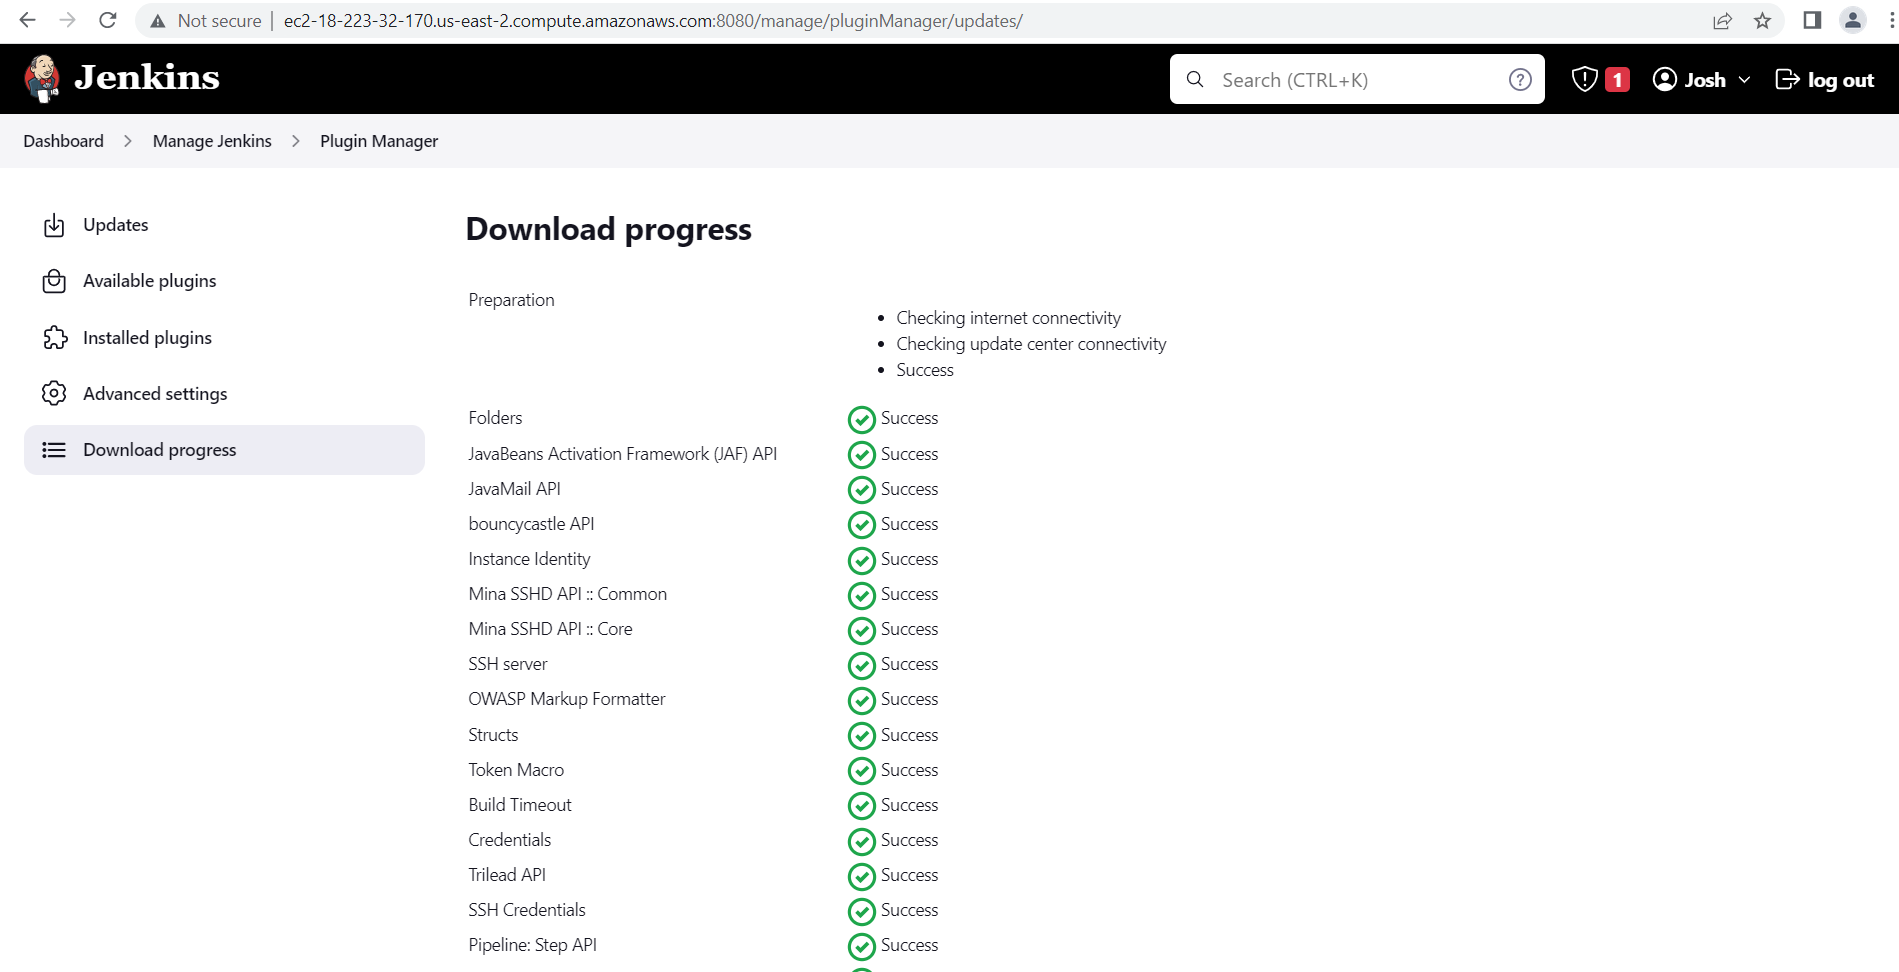 Not secure | ec2-18-223-32-170.us-east-2.compute.amazonaws.com:8080/manage/pluginManager/updates/
Jenkins
Search (CTRL+K)
1
Josh
log out
Dashboard > Manage Jenkins > Plugin Manager
Updates
Available plugins
Installed plugins
Advanced settings
Download progress
Download progress
Preparation
• Checking internet connectivity
• Checking update center connectivity
• Success
Folders Success
JavaBeans Activation Framework (JAF) API Success
JavaMail API Success
bouncycastle API Success
Instance Identity Success
Mina SSHD API :: Common Success
Mina SSHD API :: Core Success
SSH server Success
OWASP Markup Formatter Success
Structs Success
Token Macro Success
Build Timeout Success
Credentials Success
Trilead API Success
SSH Credentials Success
Pipeline: Step API Success